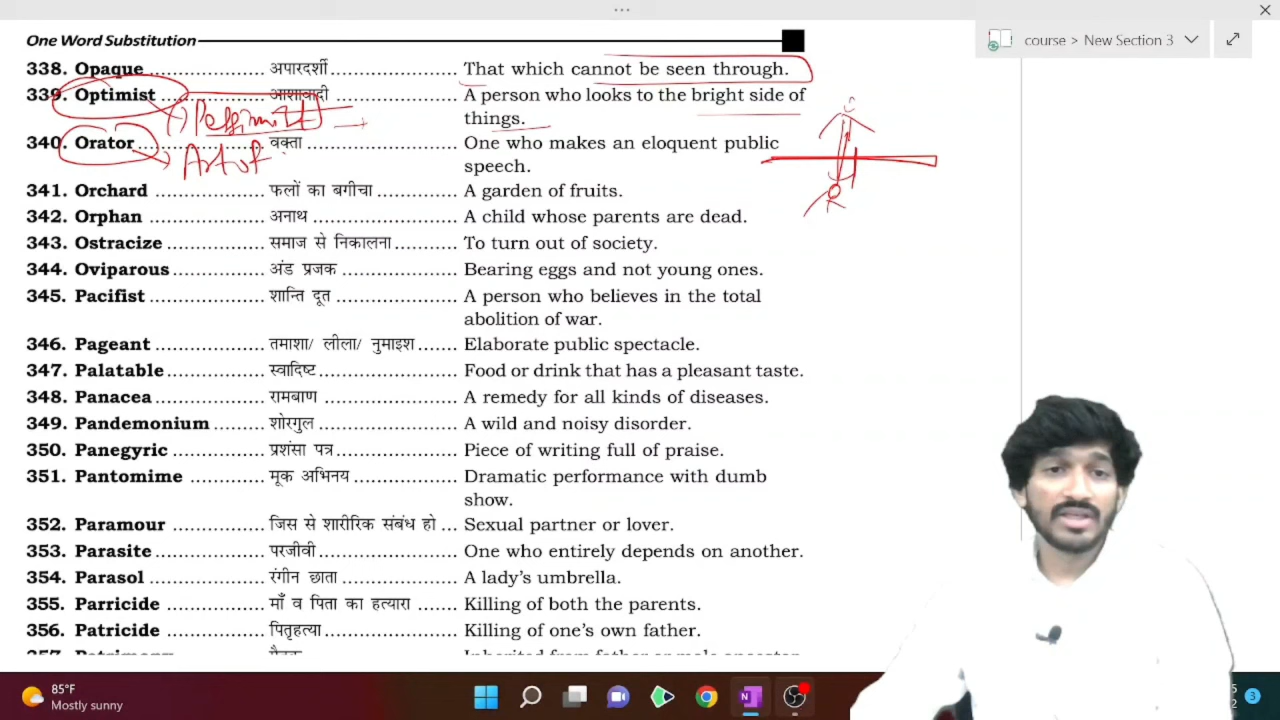 One Word Substitution
course > New Section 3
338. Opaque .................... अपारदर्शी ...................... That which cannot be seen through.
339. Optimist .................. आशावादी ..................... A person who looks to the bright side of
things.
Pessimist
340. Orator ..................... वक्ता ........................... One who makes an eloquent public
speech.
Art of
341. Orchard ................... फलों का बगीचा ............... A garden of fruits.
342. Orphan .................... अनाथ .......................... A child whose parents are dead.
343. Ostracize ................. समाज से निकालना ........... To turn out of society.
344. Oviparous ................ अंड प्रजक .................... Bearing eggs and not young ones.
345. Pacifist .................... शान्ति दूत ..................... A person who believes in the total
abolition of war.
346. Pageant ................... तमाशा/ लीला/ नुमाइश ....... Elaborate public spectacle.
347. Palatable ................. स्वादिष्ट ........................ Food or drink that has a pleasant taste.
348. Panacea ................... रामबाण ....................... A remedy for all kinds of diseases.
349. Pandemonium ......... शोरगुल ........................ A wild and noisy disorder.
350. Panegyric ................ प्रशंसा पत्र ..................... Piece of writing full of praise.
351. Pantomime ............. मूक अभिनय ................... Dramatic performance with dumb
show.
352. Paramour ................ जिस से शारीरिक संबंध हो ... Sexual partner or lover.
353. Parasite ................... परजीवी ........................ One who entirely depends on another.
354. Parasol .................... रंगीन छाता .................... A lady's umbrella.
355. Parricide .................. माँ व पिता का हत्यारा ....... Killing of both the parents.
356. Patricide .................. पितृहत्या ....................... Killing of one's own father.
357. Patrimony
85°F
Mostly sunny
3